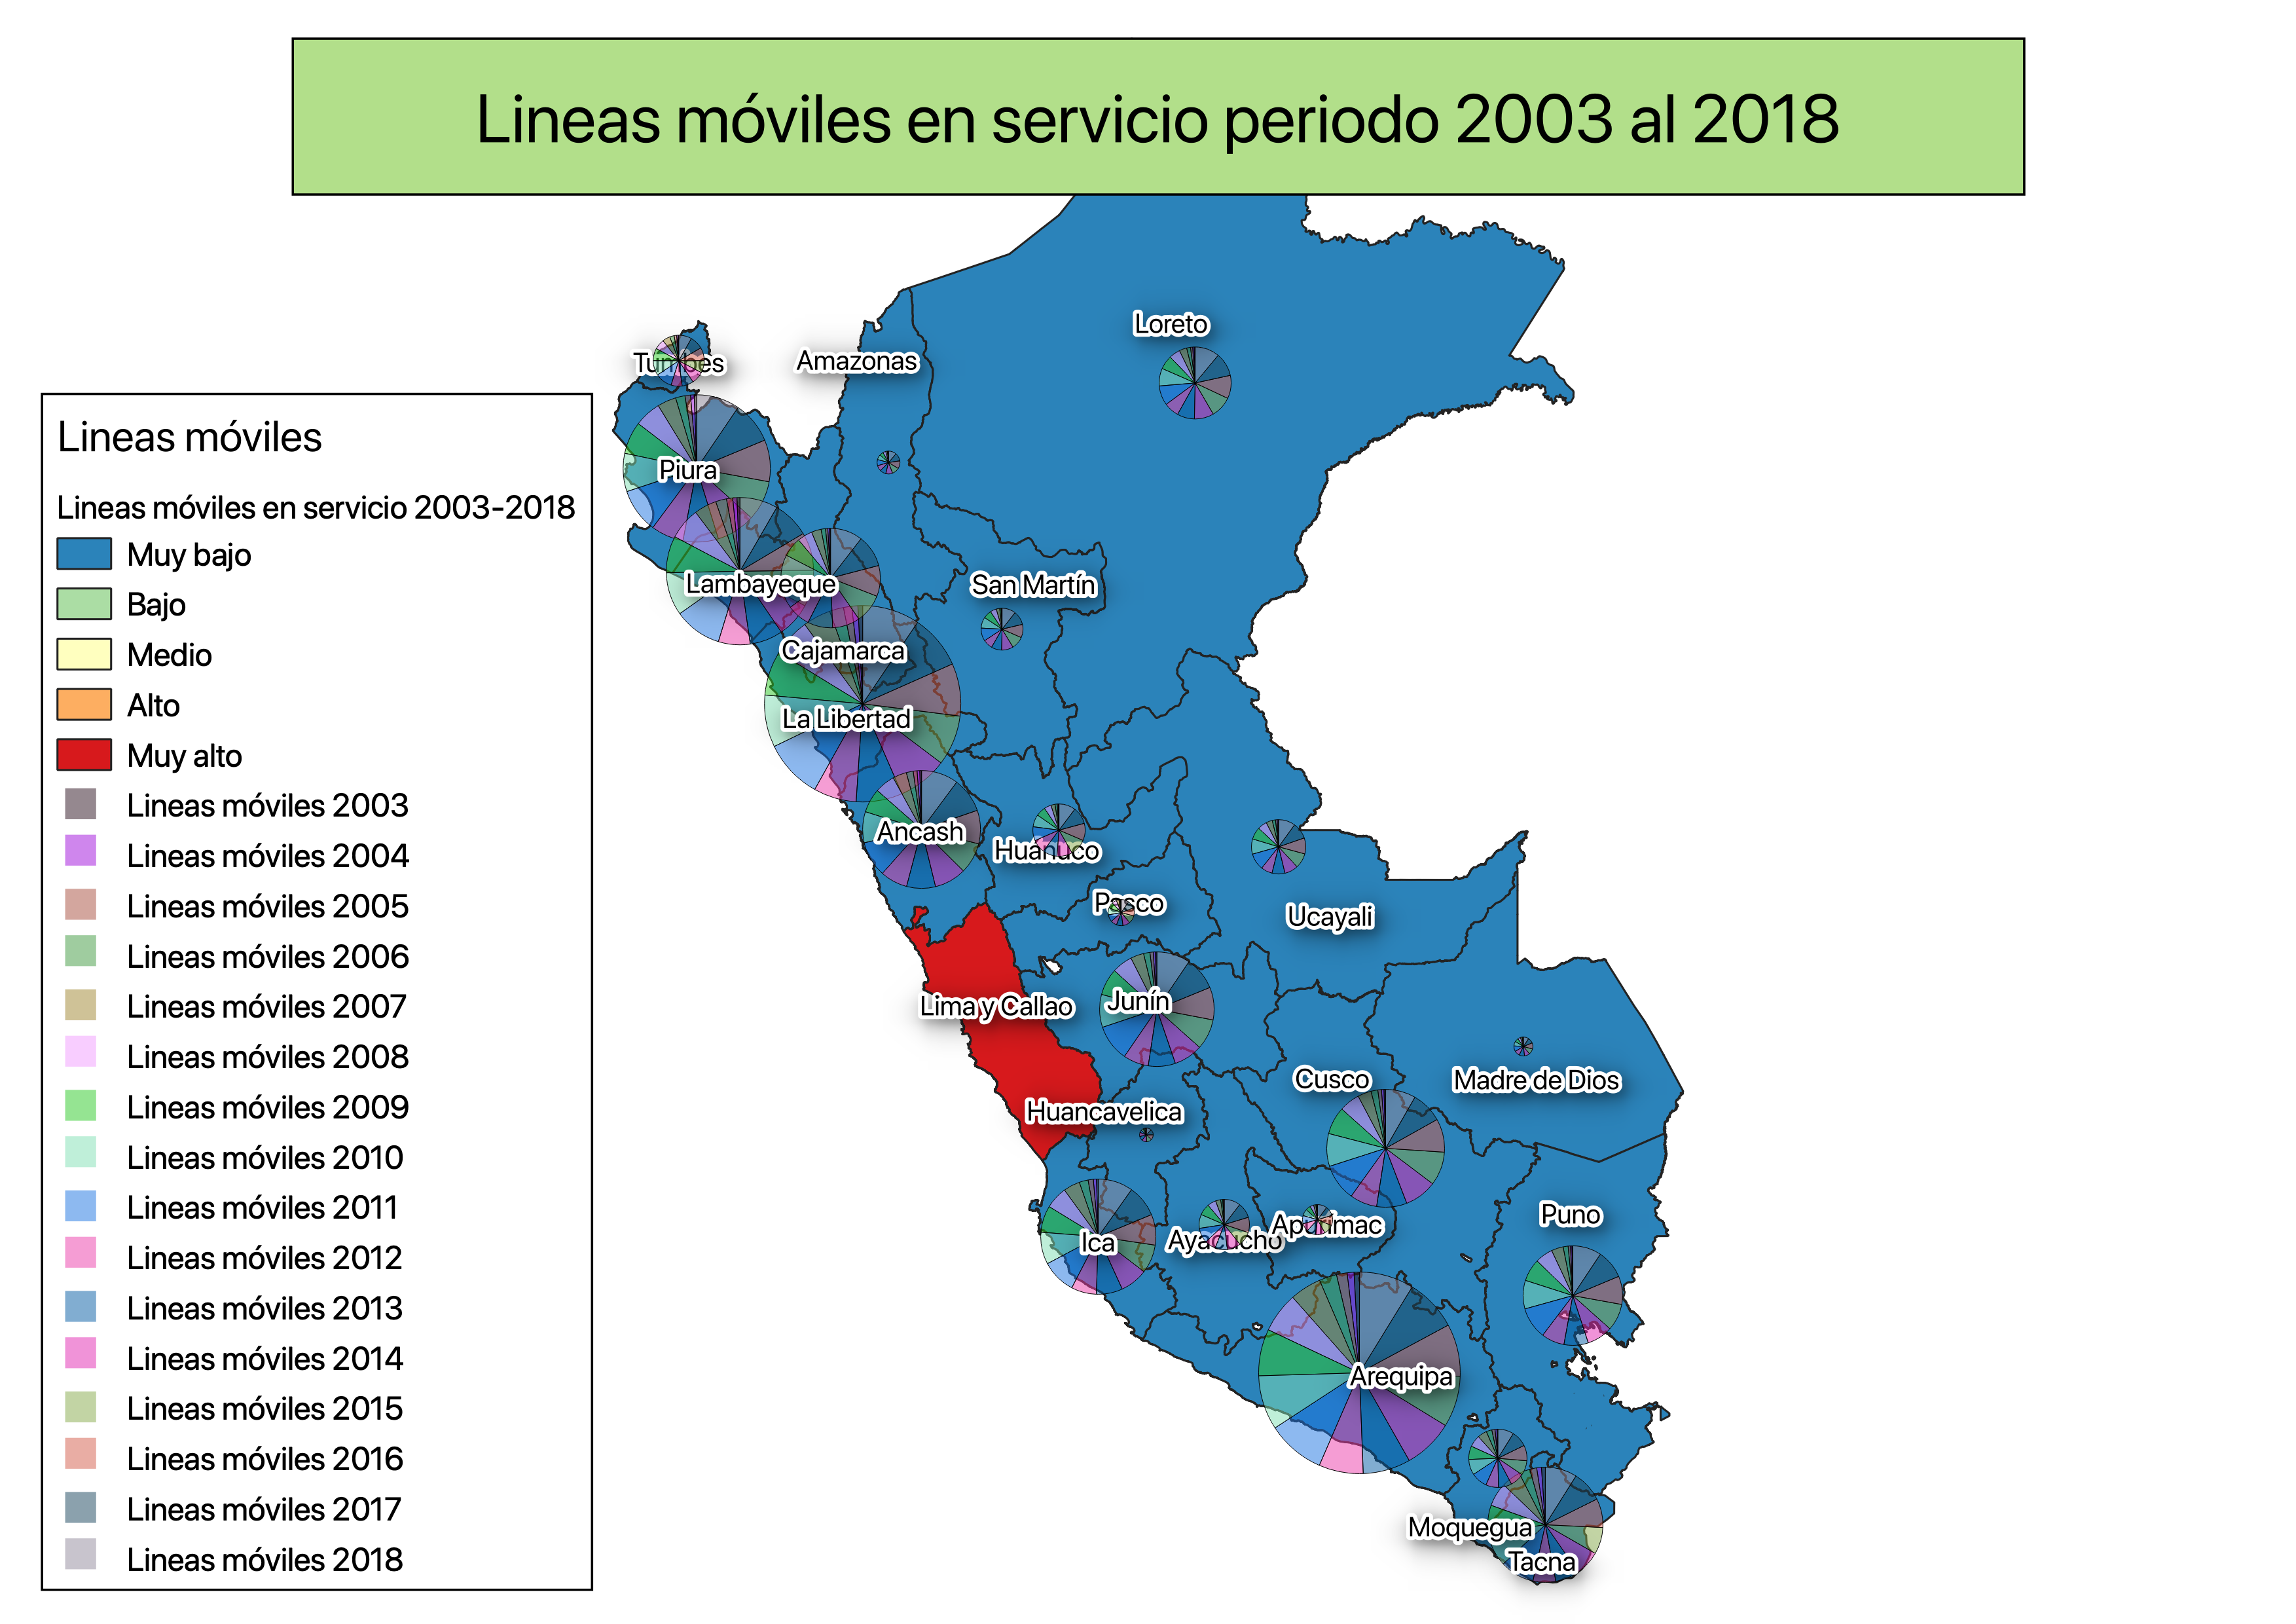 Lineas móviles en servicio periodo 2003 al 2018
Lineas móviles
Lineas móviles en servicio 2003-2018
Muy bajo
Bajo
Medio
Alto
Muy alto
Lineas móviles 2003
Lineas móviles 2004
Lineas móviles 2005
Lineas móviles 2006
Lineas móviles 2007
Lineas móviles 2008
Lineas móviles 2009
Lineas móviles 2010
Lineas móviles 2011
Lineas móviles 2012
Lineas móviles 2013
Lineas móviles 2014
Lineas móviles 2015
Lineas móviles 2016
Lineas móviles 2017
Lineas móviles 2018
Loreto
Tumbes
Amazonas
Piura
Lambayeque
San Martín
Cajamarca
La Libertad
Ancash
Huánuco
Pasco
Ucayali
Lima y Callao
Junín
Cusco
Madre de Dios
Huancavelica
Puno
Ica
Ayacucho
Apurímac
Arequipa
Moquegua
Tacna